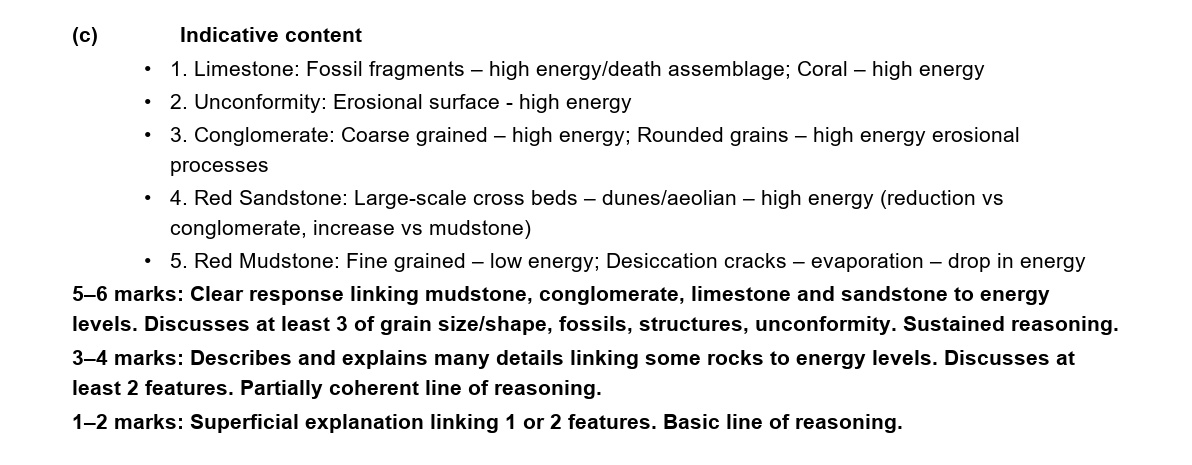 (c) Indicative content
• 1. Limestone: Fossil fragments – high energy/death assemblage; Coral – high energy
• 2. Unconformity: Erosional surface - high energy
• 3. Conglomerate: Coarse grained – high energy; Rounded grains – high energy erosional
processes
• 4. Red Sandstone: Large-scale cross beds – dunes/aeolian – high energy (reduction vs
conglomerate, increase vs mudstone)
• 5. Red Mudstone: Fine grained – low energy; Desiccation cracks – evaporation – drop in energy
5–6 marks: Clear response linking mudstone, conglomerate, limestone and sandstone to energy
levels. Discusses at least 3 of grain size/shape, fossils, structures, unconformity. Sustained reasoning.
3–4 marks: Describes and explains many details linking some rocks to energy levels. Discusses at
least 2 features. Partially coherent line of reasoning.
1–2 marks: Superficial explanation linking 1 or 2 features. Basic line of reasoning.